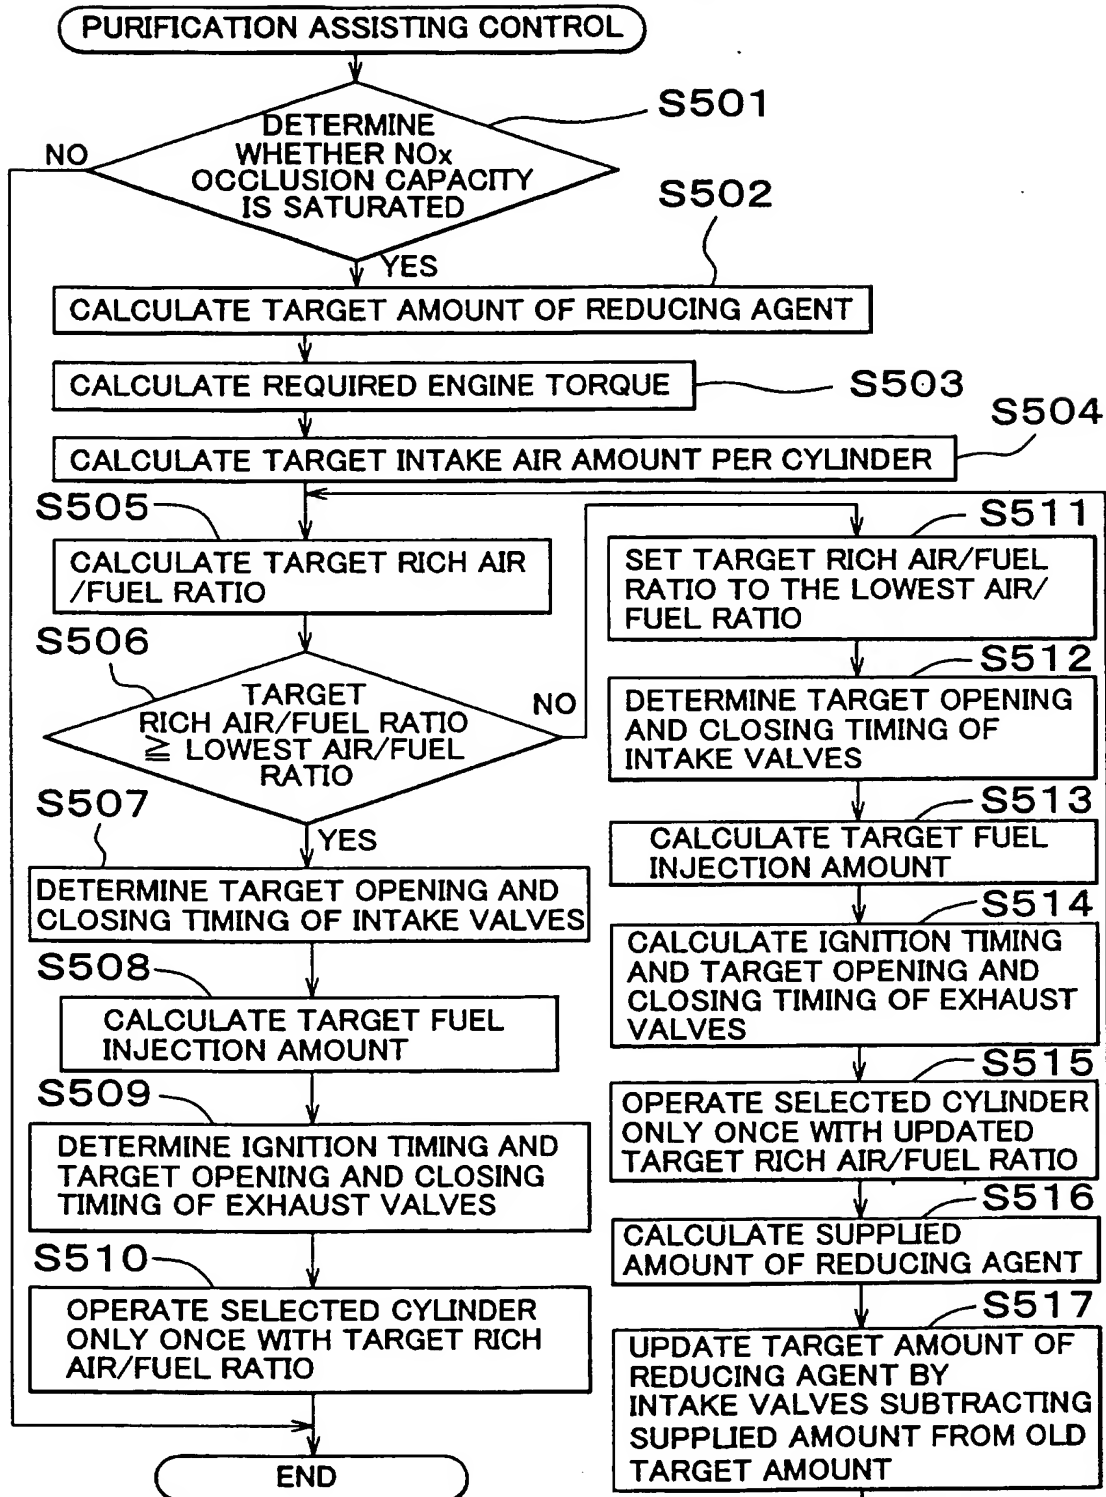 PURIFICATION ASSISTING CONTROL
S501
DETERMINE
WHETHER NOx
OCCLUSION CAPACITY
IS SATURATED
NO
YES
S502
CALCULATE TARGET AMOUNT OF REDUCING AGENT
CALCULATE REQUIRED ENGINE TORQUE
S503
S504
CALCULATE TARGET INTAKE AIR AMOUNT PER CYLINDER
S505
CALCULATE TARGET RICH AIR
/FUEL RATIO
S506
TARGET
RICH AIR/FUEL RATIO
≧ LOWEST AIR/FUEL
RATIO
NO
YES
S507
DETERMINE TARGET OPENING AND
CLOSING TIMING OF INTAKE VALVES
S508
CALCULATE TARGET FUEL
INJECTION AMOUNT
S509
DETERMINE IGNITION TIMING AND
TARGET OPENING AND CLOSING
TIMING OF EXHAUST VALVES
S510
OPERATE SELECTED CYLINDER
ONLY ONCE WITH TARGET RICH
AIR/FUEL RATIO
END
S511
SET TARGET RICH AIR/FUEL
RATIO TO THE LOWEST AIR/
FUEL RATIO
S512
DETERMINE TARGET OPENING
AND CLOSING TIMING OF
INTAKE VALVES
S513
CALCULATE TARGET FUEL
INJECTION AMOUNT
S514
CALCULATE IGNITION TIMING
AND TARGET OPENING AND
CLOSING TIMING OF EXHAUST
VALVES
S515
OPERATE SELECTED CYLINDER
ONLY ONCE WITH UPDATED
TARGET RICH AIR/FUEL RATIO
S516
CALCULATE SUPPLIED
AMOUNT OF REDUCING AGENT
S517
UPDATE TARGET AMOUNT OF
REDUCING AGENT BY
INTAKE VALVES SUBTRACTING
SUPPLIED AMOUNT FROM OLD
TARGET AMOUNT